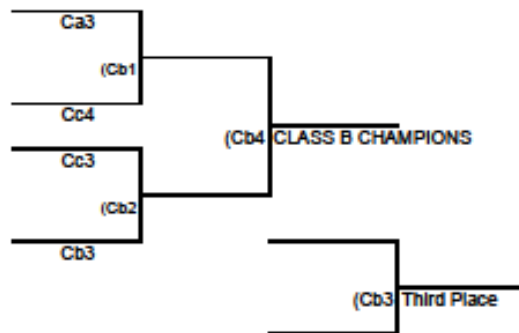 Ca3
(Cb1
Cc4
(Cb4 CLASS B CHAMPIONS
Cc3
(Cb2
Cb3
(Cb3 Third Place